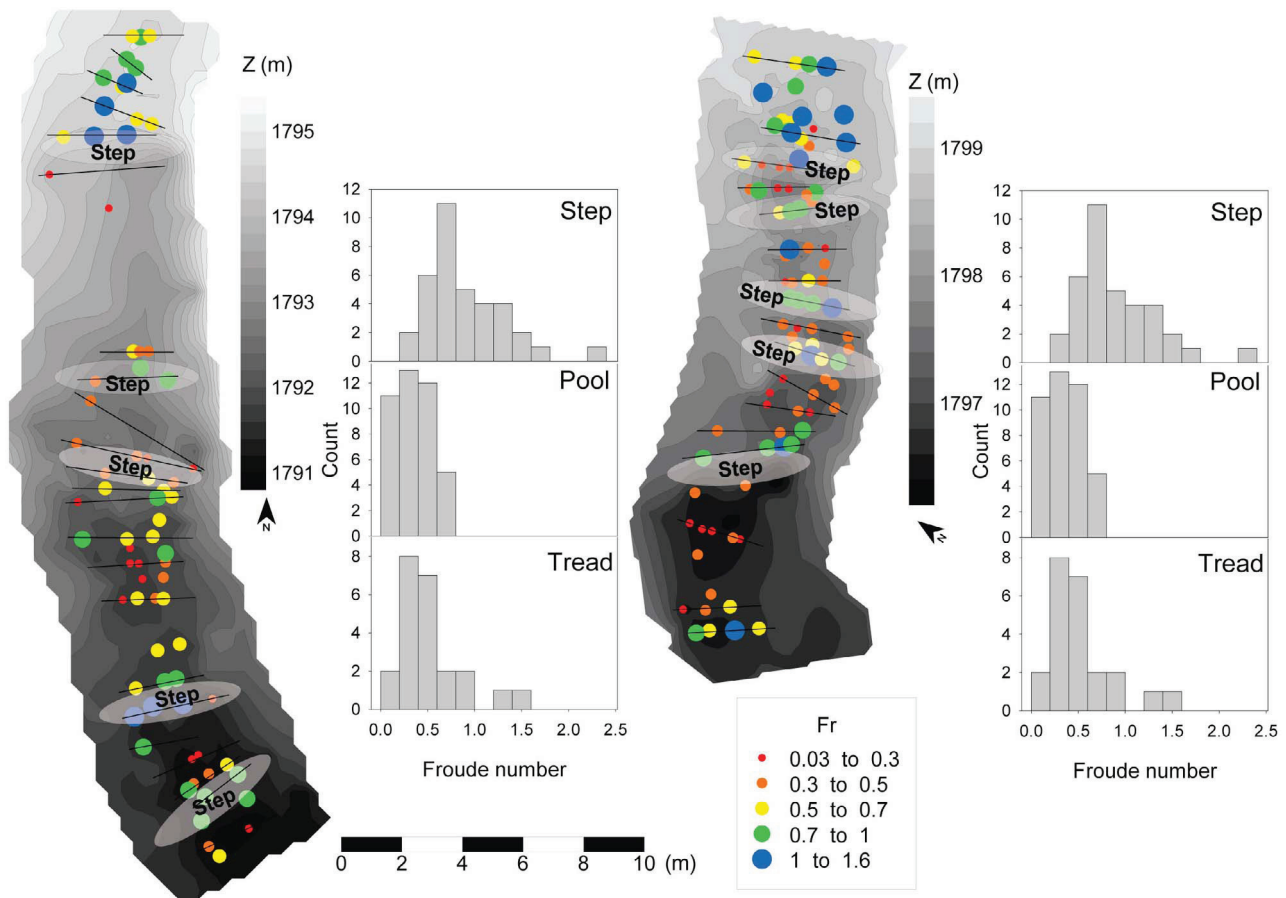 Z (m)
1795
1794
1793
1792
1791
N
Step
Step
Step
Step
Step
12
10
8
6
4
2
0
Step
12
10
8
6
4
2
0
Pool
Count
8
6
4
2
0
Tread
0.0 0.5 1.0 1.5 2.0 2.5
Froude number
0 2 4 6 8 10 (m)
Z (m)
1799
1798
1797
N
Step
Step
Step
Step
Step
12
10
8
6
4
2
0
Step
12
10
8
6
4
2
0
Pool
Count
8
6
4
2
0
Tread
0.0 0.5 1.0 1.5 2.0 2.5
Froude number
Fr
0.03 to 0.3
0.3 to 0.5
0.5 to 0.7
0.7 to 1
1 to 1.6